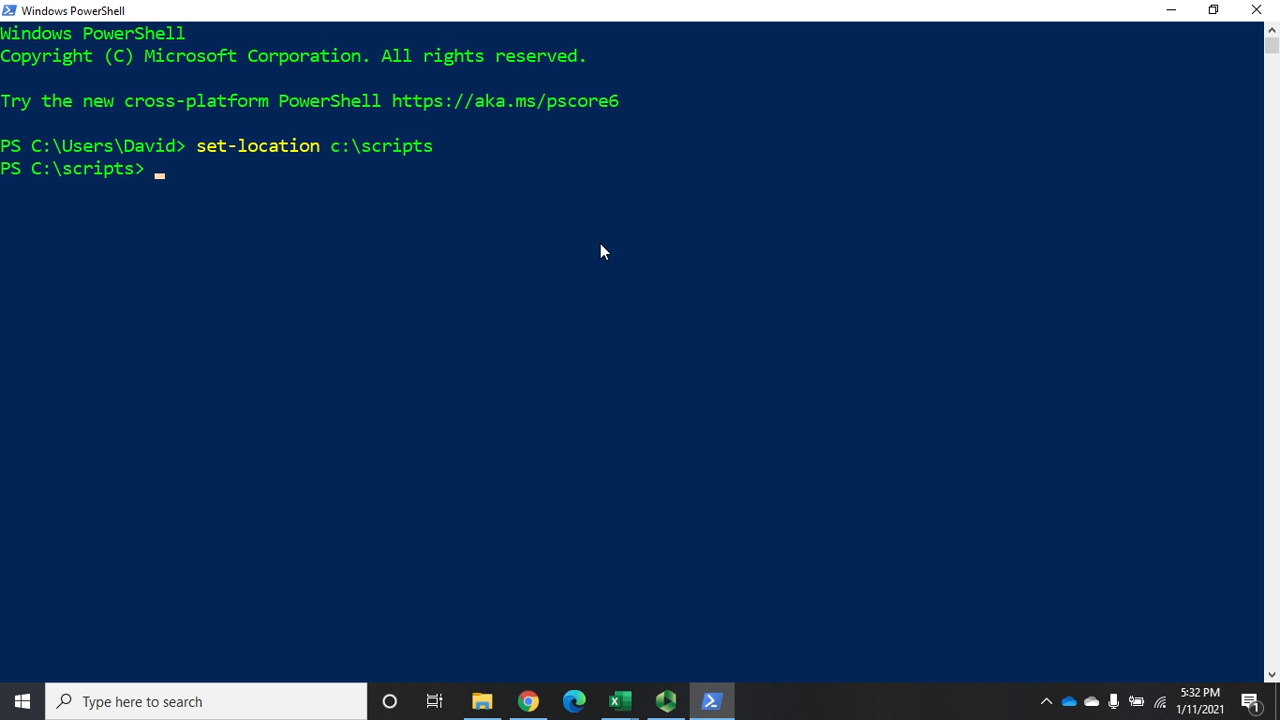 Windows PowerShell
Windows PowerShell
Copyright (C) Microsoft Corporation. All rights reserved.
Try the new cross-platform PowerShell https://aka.ms/pscore6
PS C:\Users\David> set-location c:\scripts
PS C:\scripts>
Type here to search
5:32 PM
1/11/2021
1